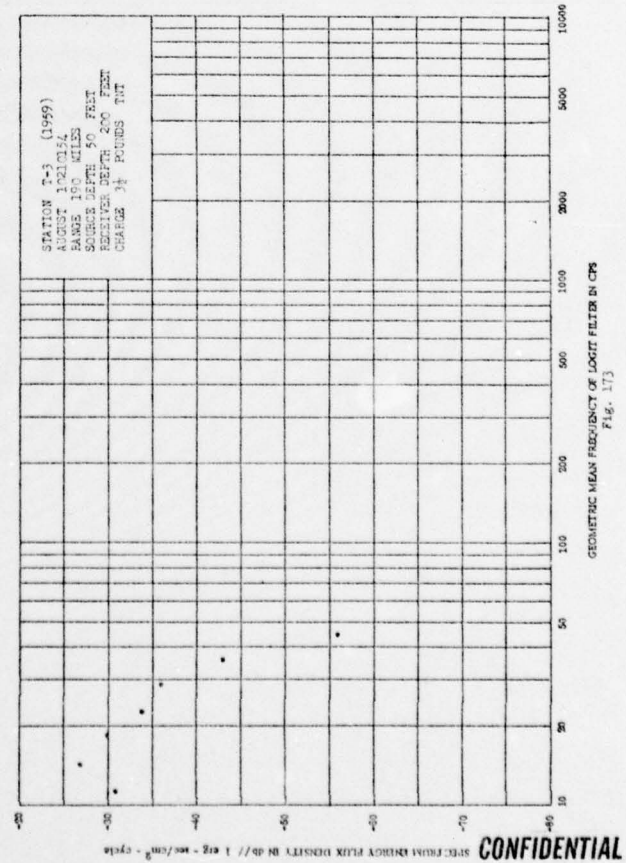 STATION T-3 (1959)
AUGUST 10210154
RANGE 190 MILES
SOURCE DEPTH 50 FEET
RECEIVER DEPTH 200 FEET
CHARGE 3½ POUNDS TNT
SPECTRUM ENERGY FLUX DENSITY IN db// 1 erg - sec/cm² - cycle
-20
-30
-40
-50
-60
-70
-80
10
20
50
100
200
500
1000
2000
5000
10000
GEOMETRIC MEAN FREQUENCY OF LOGIT FILTER IN CPS
Fig. 173
CONFIDENTIAL